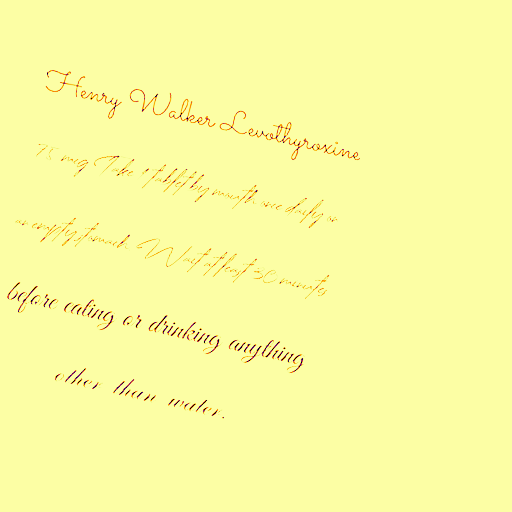 Henry Walker Levothyroxine
75 mcg Take 1 tablet by mouth once daily on
an empty stomach. Wait at least 30 minutes
before eating or drinking anything
other than water.